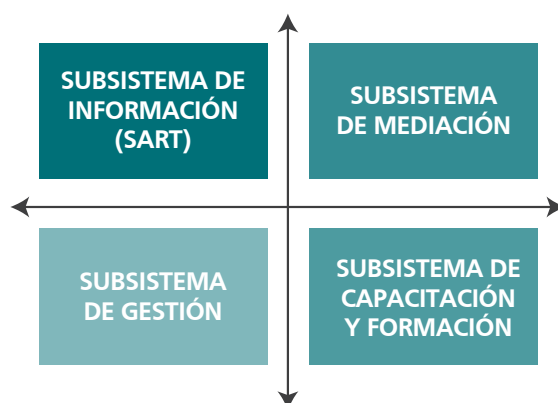 SUBSISTEMA DE
INFORMACIÓN
(SART)
SUBSISTEMA
DE MEDIACIÓN
SUBSISTEMA
DE GESTIÓN
SUBSISTEMA DE
CAPACITACIÓN
Y FORMACIÓN